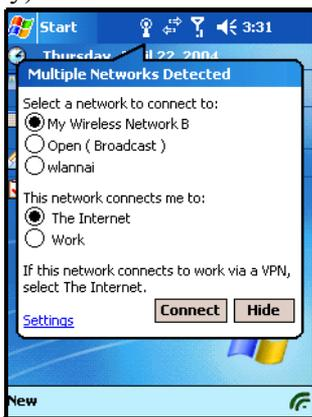 Start 3:31
Thursday, April 22, 2004
Multiple Networks Detected
Select a network to connect to:
My Wireless Network B
Open ( Broadcast )
wlannai
This network connects me to:
The Internet
Work
If this network connects to work via a VPN,
select The Internet.
Settings Connect Hide
New